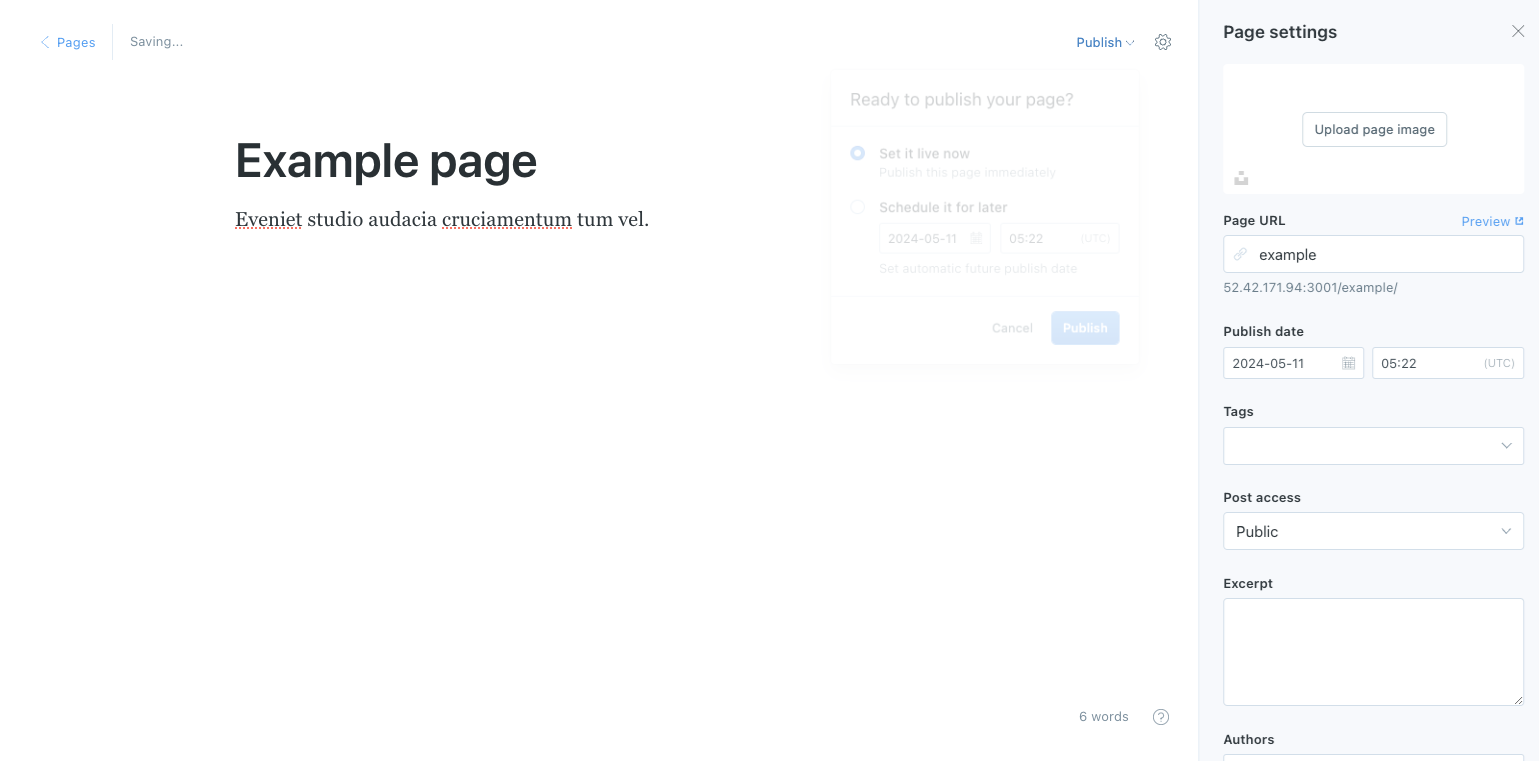 Pages
Saving...
Publish
Ready to publish your page?
Set it live now
Publish this page immediately
Schedule it for later
2024-05-11
05:22
(UTC)
Set automatic future publish date
Cancel
Publish
Example page
Eveniet studio audacia cruciamentum tum vel.
6 words
?
Page settings
Upload page image
Page URL
Preview
example
52.42.171.94:3001/example/
Publish date
2024-05-11
05:22
(UTC)
Tags
Post access
Public
Excerpt
Authors